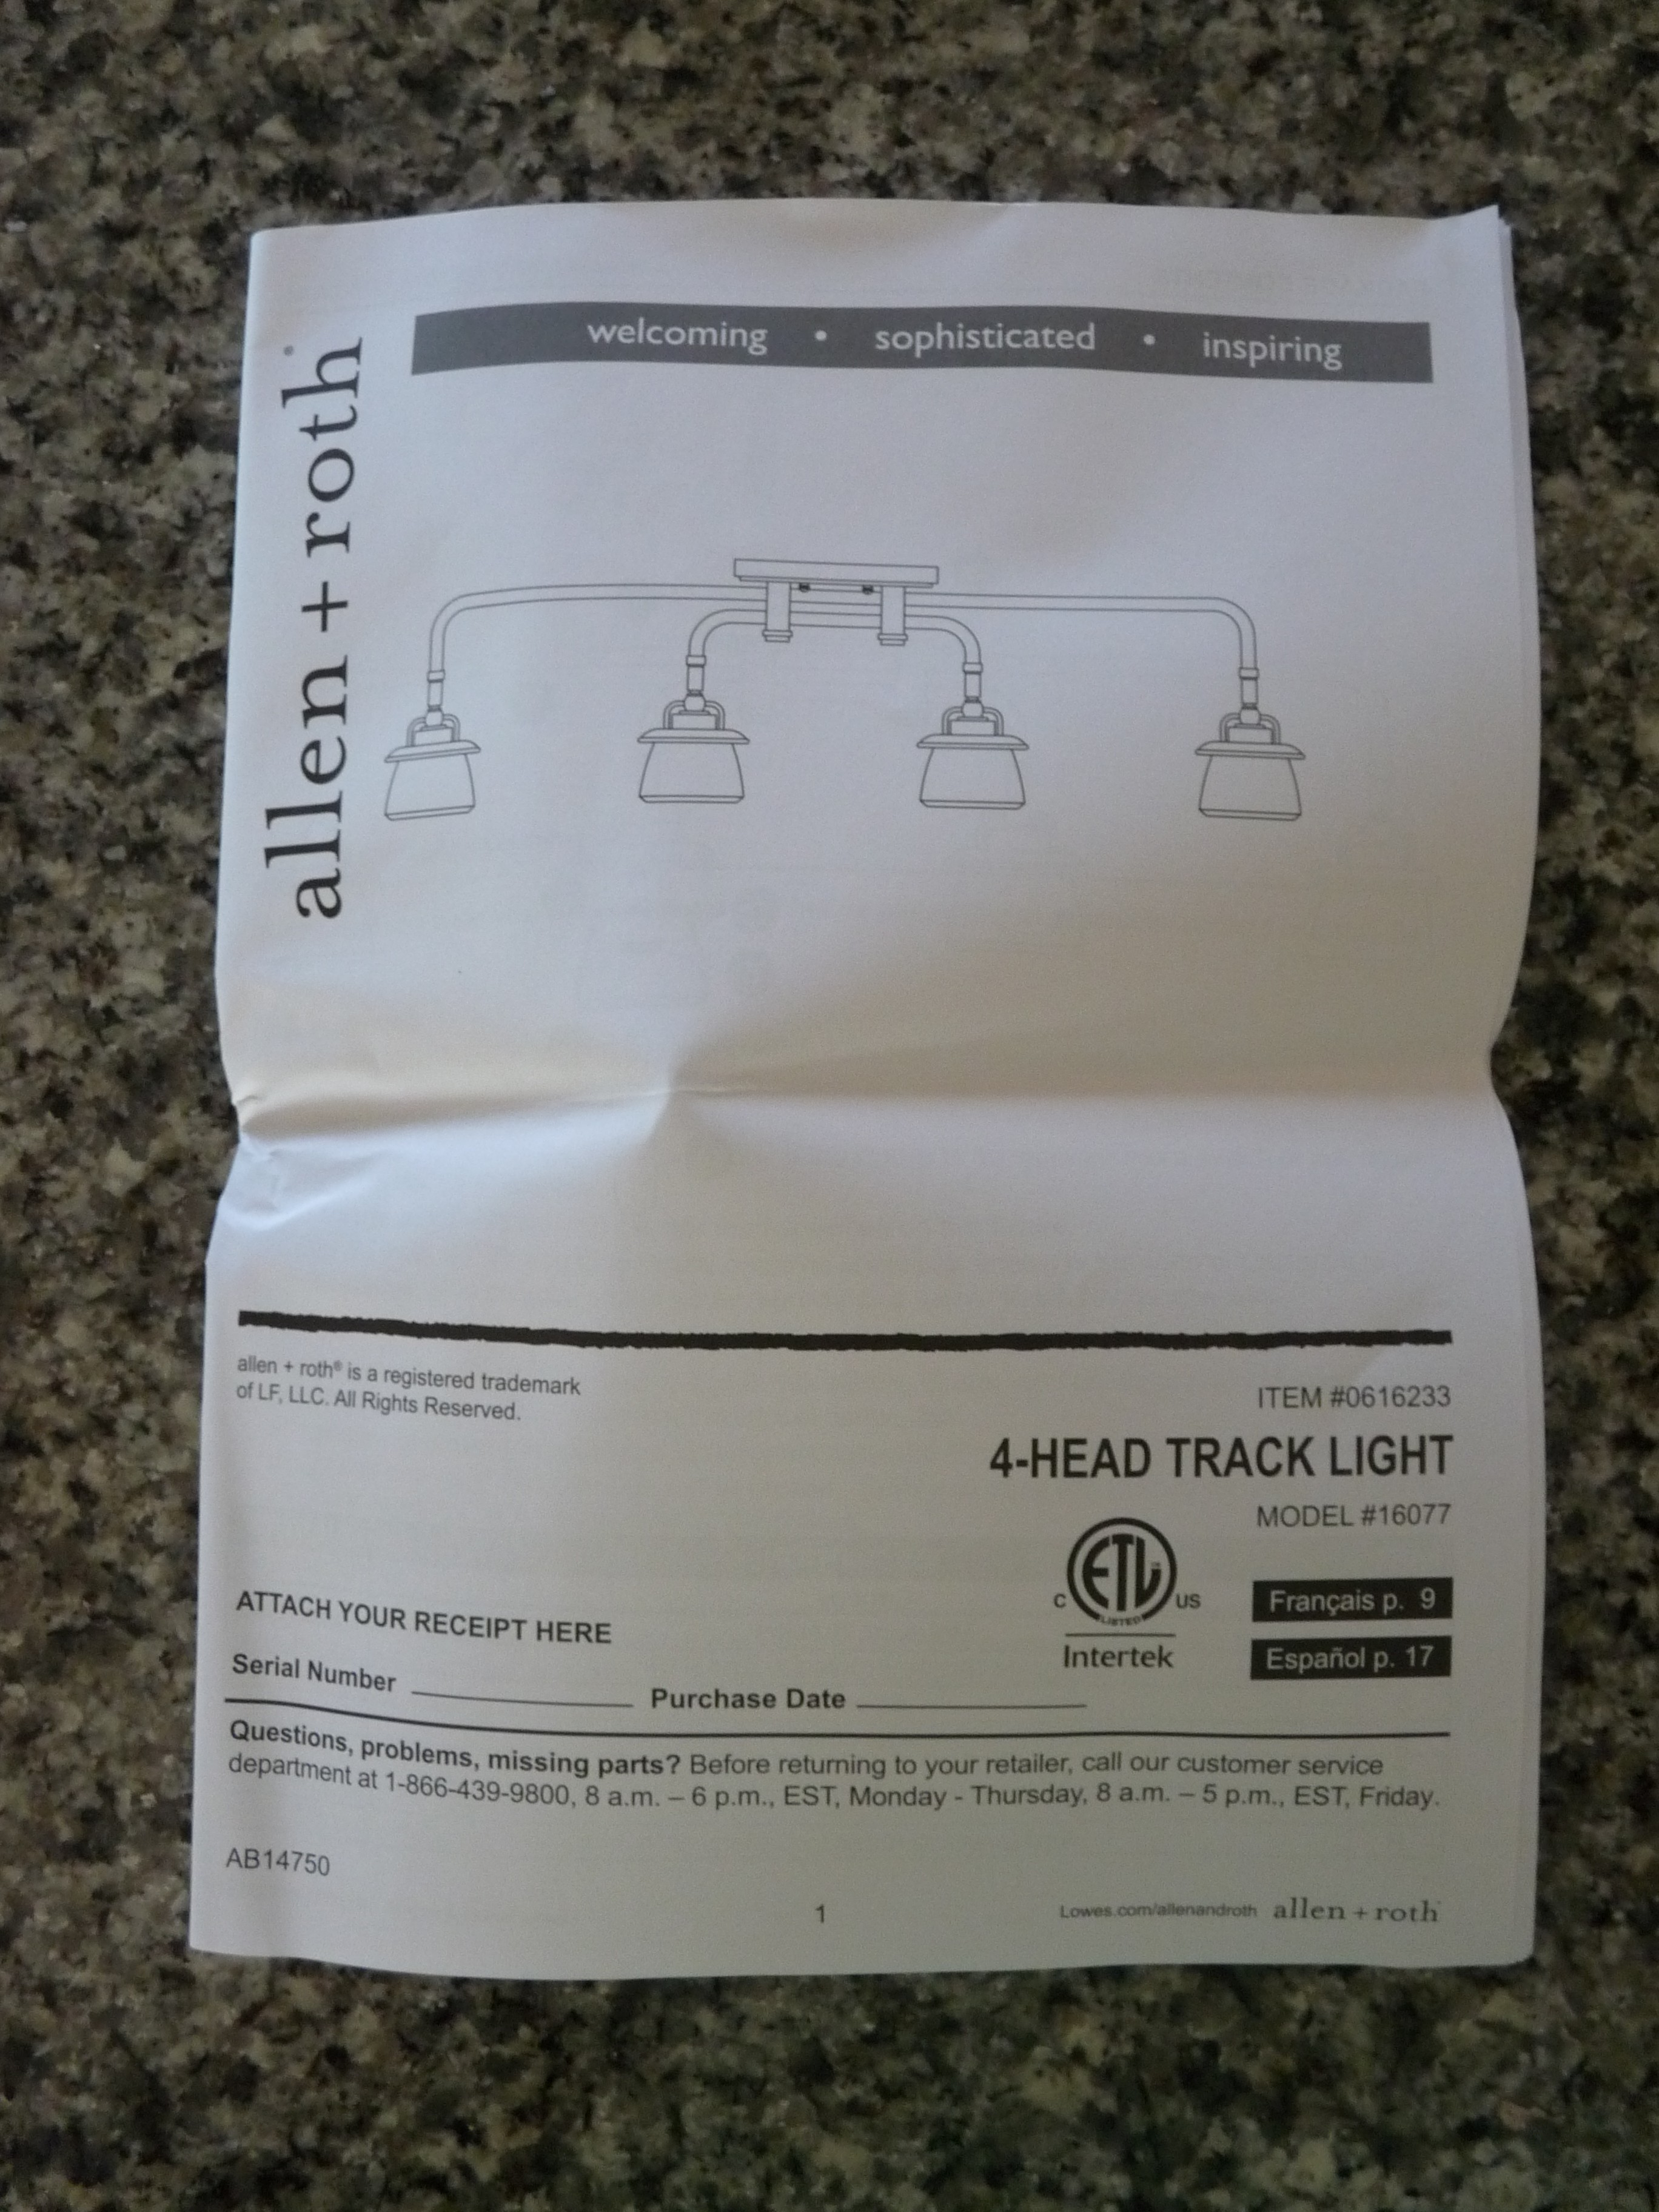 welcoming • sophisticated • inspiring
allen + roth®
allen + roth® is a registered trademark
of LF, LLC. All Rights Reserved.
ITEM #0616233
4-HEAD TRACK LIGHT
MODEL #16077
ETL
LISTED
C US
Intertek
Français p. 9
Español p. 17
ATTACH YOUR RECEIPT HERE
Serial Number ____________ Purchase Date ____________
Questions, problems, missing parts? Before returning to your retailer, call our customer service
department at 1-866-439-9800, 8 a.m. – 6 p.m., EST, Monday - Thursday, 8 a.m. – 5 p.m., EST, Friday.
AB14750
1
Lowes.com/allenandroth allen + roth